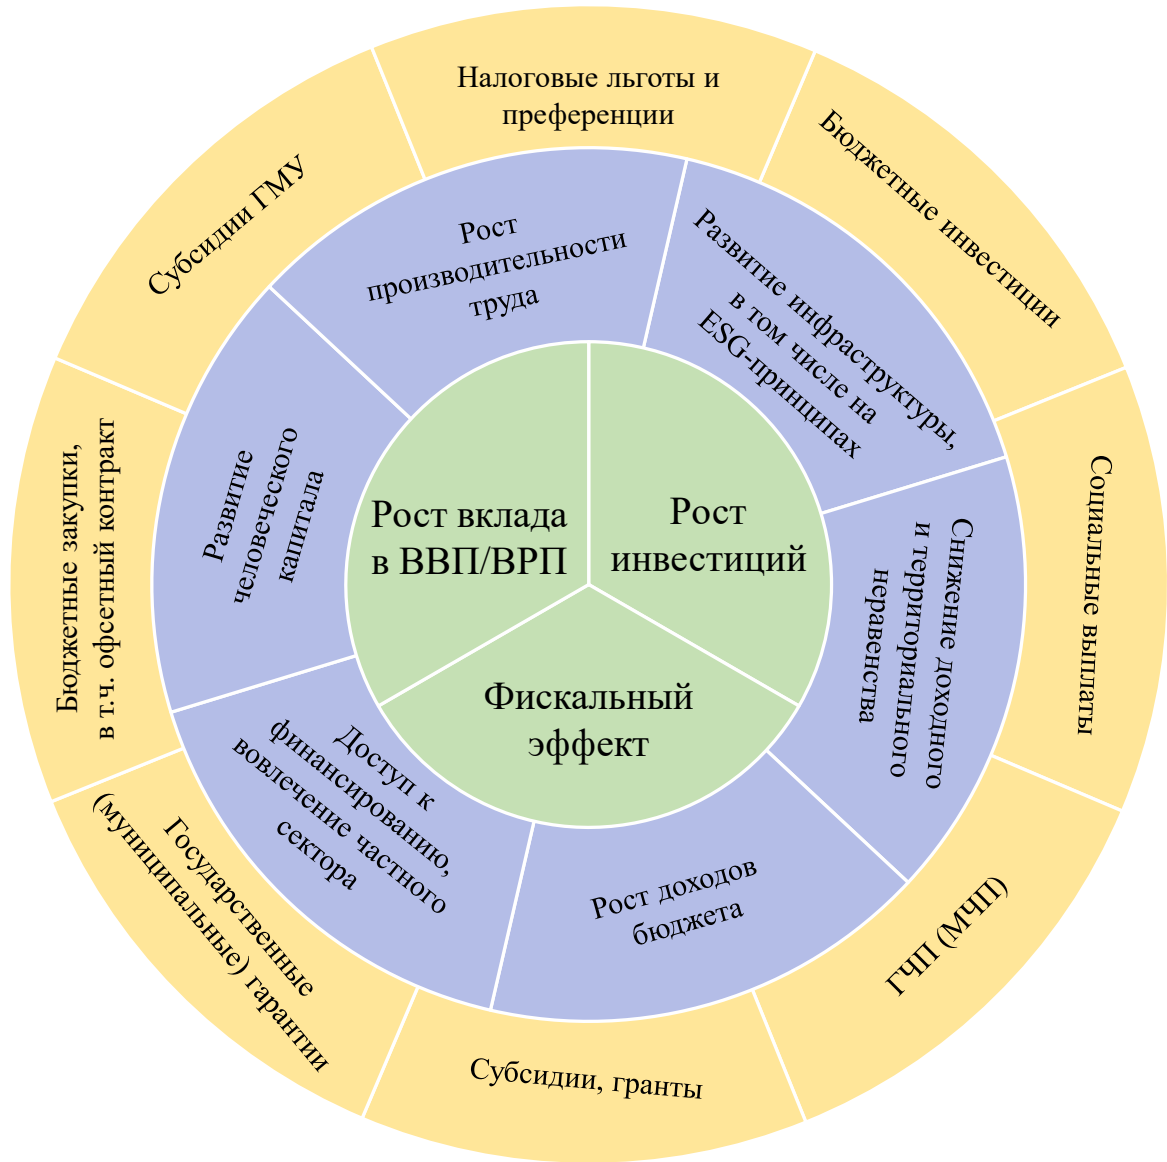 Налоговые льготы и
преференции
Бюджетные инвестиции
Социальные выплаты
ГЧП (МЧП)
Субсидии, гранты
Государственные
(муниципальные) гарантии
Бюджетные закупки,
в т.ч. офсетный контракт
Субсидии ГМУ
Рост
производительности
труда
Развитие инфраструктуры,
в том числе на
ESG-принципах
Снижение доходного
и территориального
неравенства
Рост доходов
бюджета
Доступ к
финансированию,
вовлечение частного
сектора
Развитие
человеческого
капитала
Рост вклада
в ВВП/ВРП
Рост
инвестиций
Фискальный
эффект